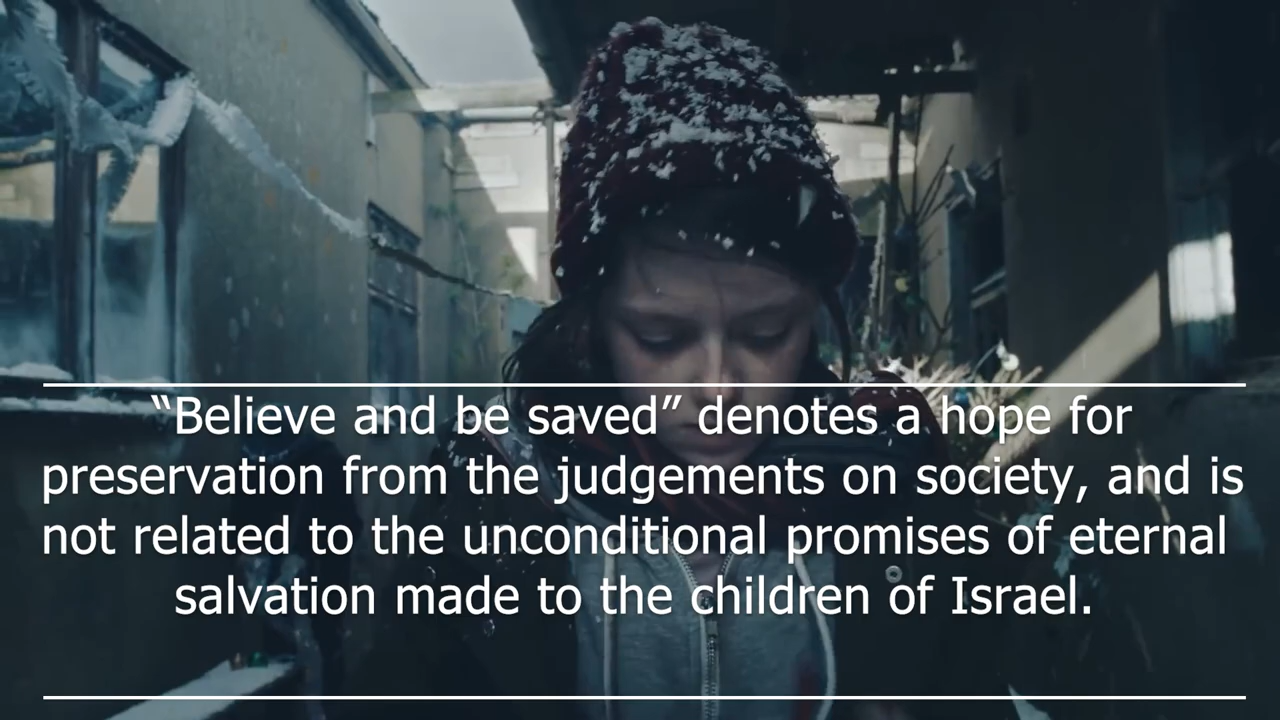 “Believe and be saved” denotes a hope for
preservation from the judgements on society, and is
not related to the unconditional promises of eternal
salvation made to the children of Israel.